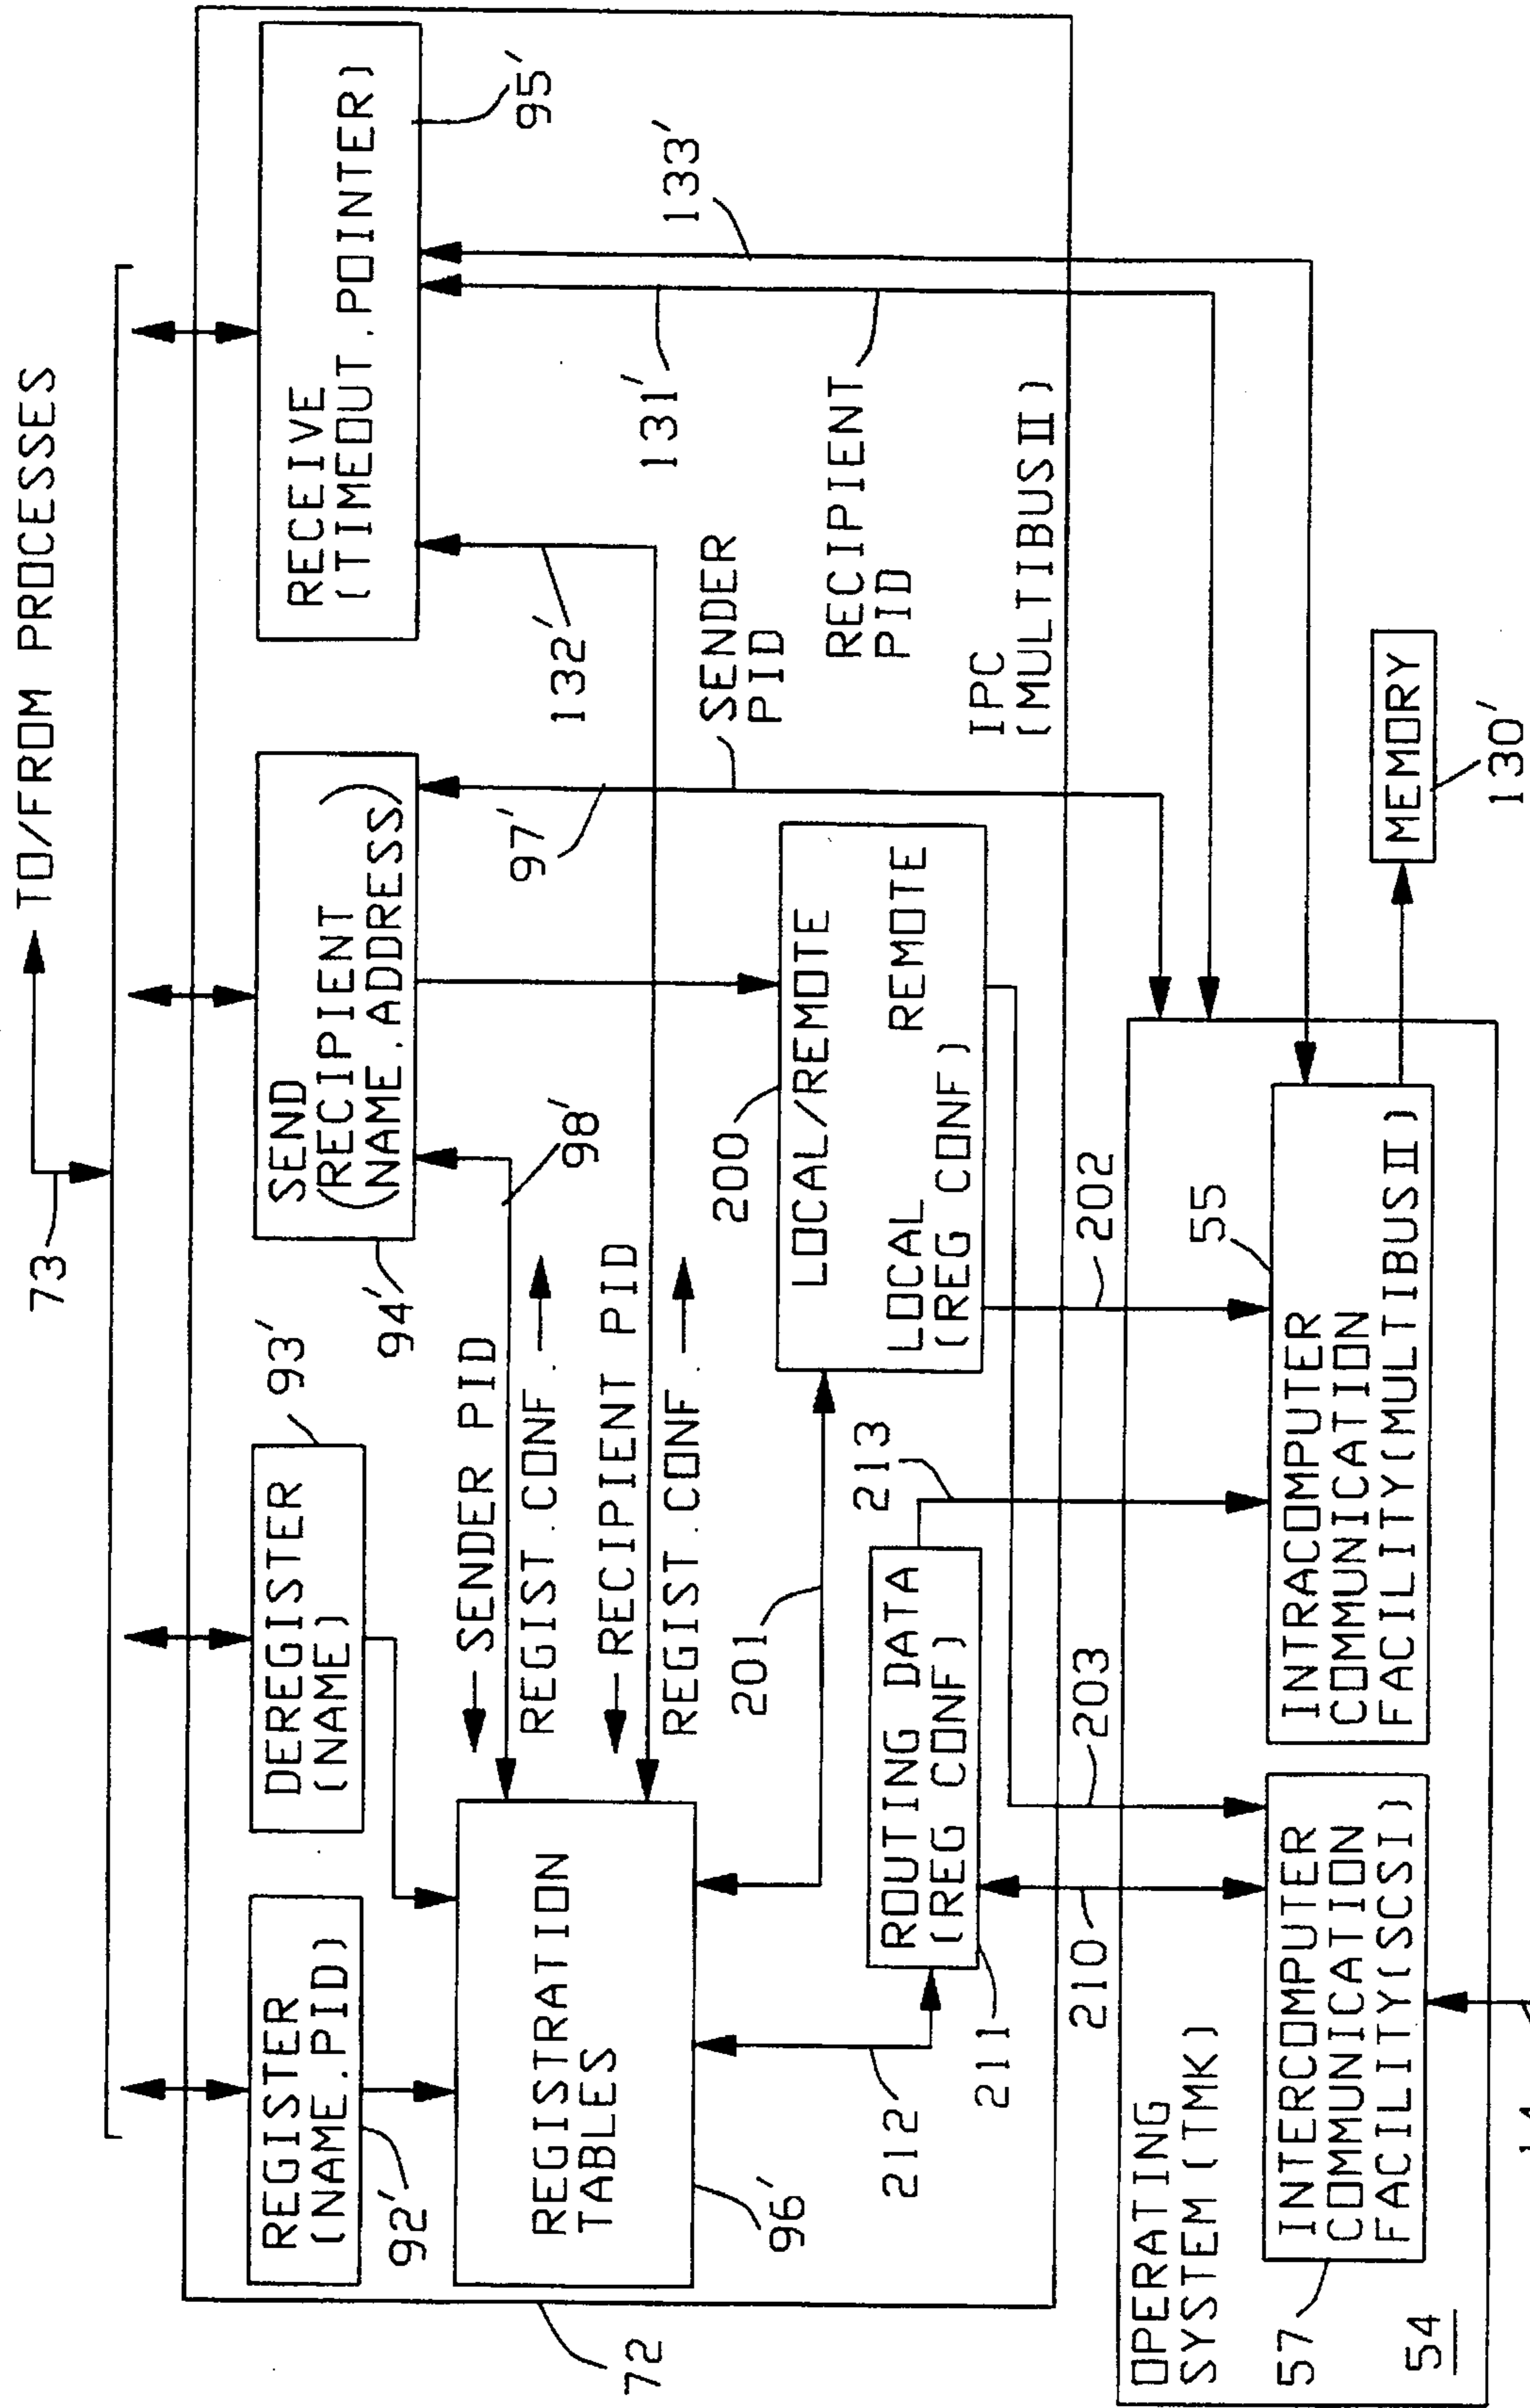 73
TO/FROM PROCESSES
REGISTER
(NAME.PID)
92'
DEREGISTER
(NAME)
93'
SEND
(RECIPIENT
NAME.ADDRESS)
94'
RECEIVE
(TIMEOUT.POINTER)
95'
SENDER PID
REGIST.CONF.
98'
RECIPIENT PID
REGIST.CONF.
132'
131'
133'
97'
SENDER
PID
RECIPIENT
PID
REGISTRATION
TABLES
96'
201
200
LOCAL/REMOTE
LOCAL
(REG CONF)
REMOTE
IPC
(MULTIBUS II)
212
ROUTING DATA
(REG CONF)
211
213
72
210
203
202
OPERATING
SYSTEM (TMK)
57
INTERCOMPUTER
COMMUNICATION
FACILITY(SCSI)
55
INTRACOMPUTER
COMMUNICATION
FACILITY(MULTIBUS II)
MEMORY
130'
54